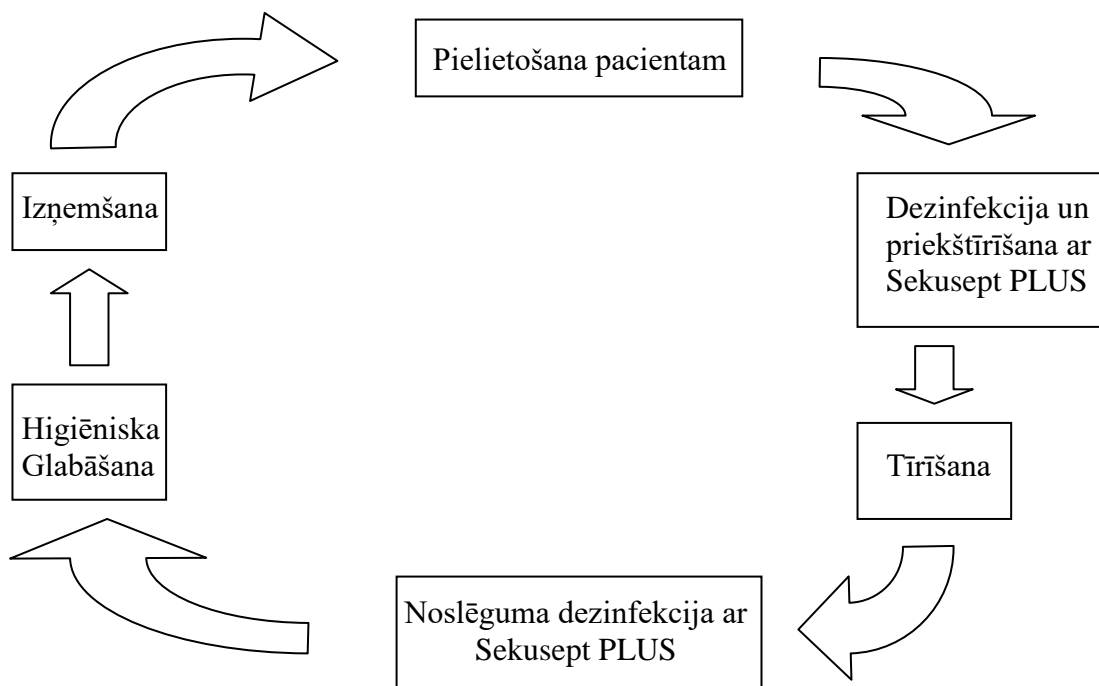 Pielietošana pacientam
Izņemšana
Dezinfekcija un
priekštīrīšana ar
Sekusept PLUS
Higiēniska
Glabāšana
Tīrīšana
Noslēguma dezinfekcija ar
Sekusept PLUS